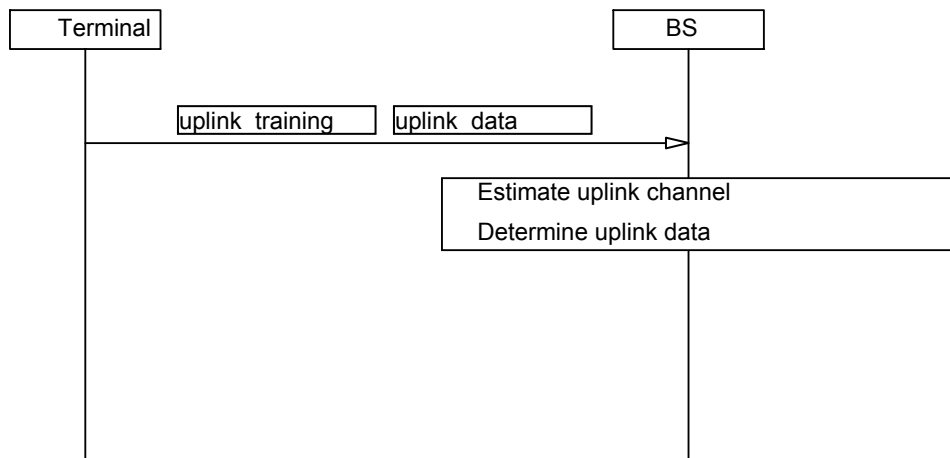 Terminal
BS
uplink training
uplink data
Estimate uplink channel
Determine uplink data